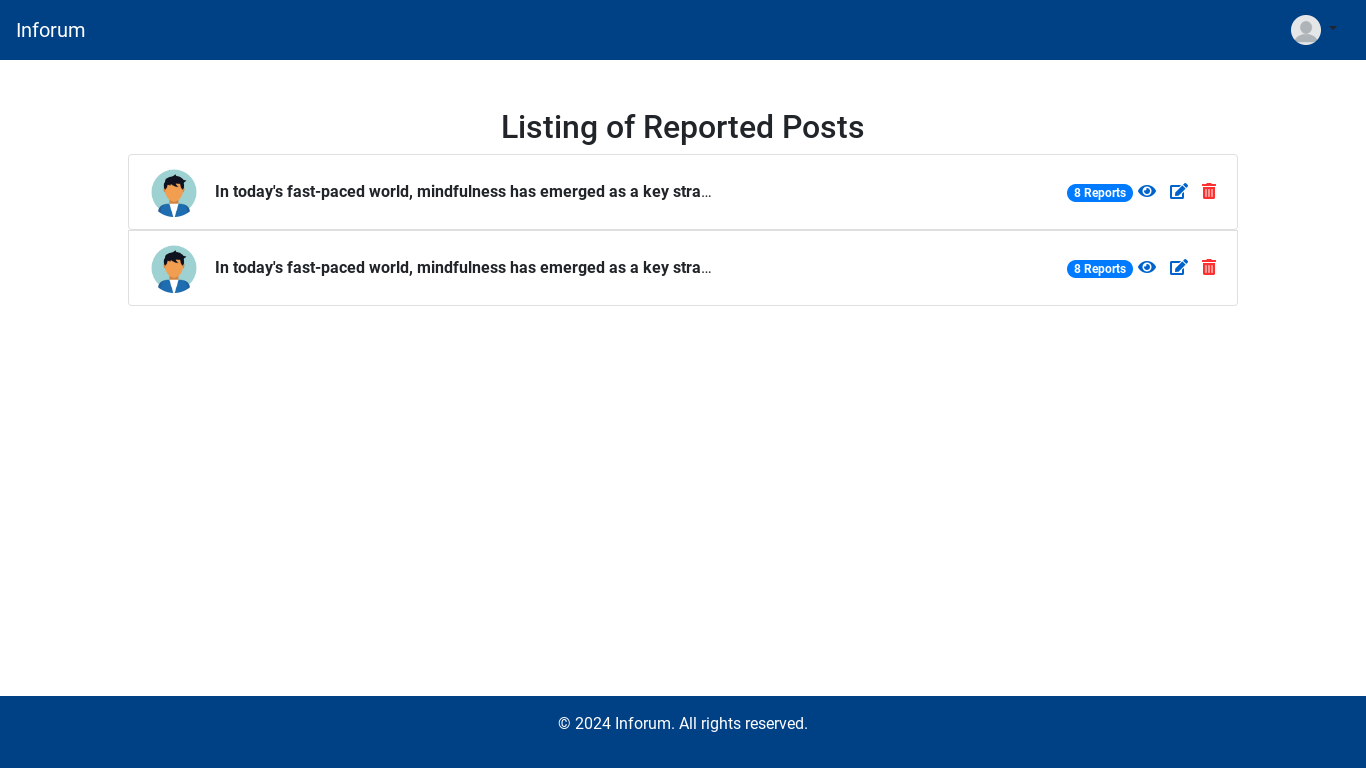 Inforum
Listing of Reported Posts
In today's fast-paced world, mindfulness has emerged as a key stra...
8 Reports
In today's fast-paced world, mindfulness has emerged as a key stra...
8 Reports
© 2024 Inforum. All rights reserved.